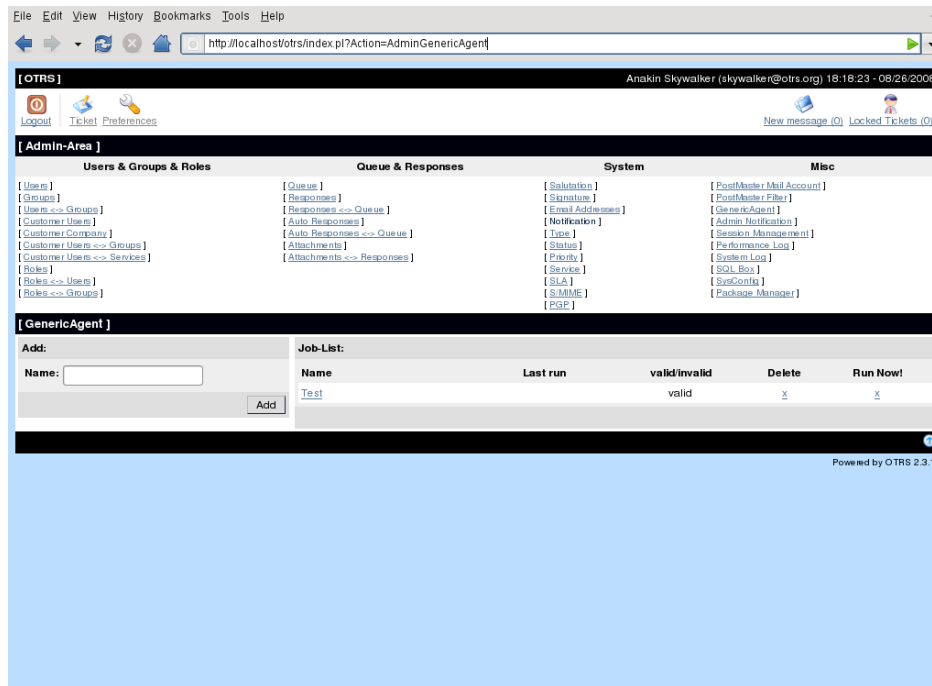 File Edit View History Bookmarks Tools Help
http://localhost/otrs/index.pl?Action=AdminGenericAgent
[ OTRS ] Anakin Skywalker (skywalker@otrs.org) 18:18:23 - 08/26/2008
Logout Ticket Preferences New message (0) Locked Tickets (0)
[ Admin-Area ]
Users & Groups & Roles Queue & Responses System Misc
[ Users ] [ Queue ] [ Salutation ] [ PostMaster Mail Account ]
[ Groups ] [ Responses ] [ Signature ] [ PostMaster Filter ]
[ Users <-> Groups ] [ Responses <-> Queue ] [ Email Addresses ] [ GenericAgent ]
[ Customer Users ] [ Auto Responses ] [ Notification ] [ Admin Notification ]
[ Customer Company ] [ Auto Responses <-> Queue ] [ Type ] [ Session Management ]
[ Customer Users <-> Groups ] [ Attachments ] [ Status ] [ Performance Log ]
[ Customer Users <-> Services ] [ Attachments <-> Responses ] [ Priority ] [ System Log ]
[ Roles ] [ Service ] [ SQL Box ]
[ Roles <-> Users ] [ SLA ] [ SysConfig ]
[ Roles <-> Groups ] [ S/MIME ] [ Package Manager ]
[ PGP ]
[ GenericAgent ]
Add: Job-List:
Name: Name Last run valid/invalid Delete Run Now!
Test valid x x
Add
Powered by OTRS 2.3.